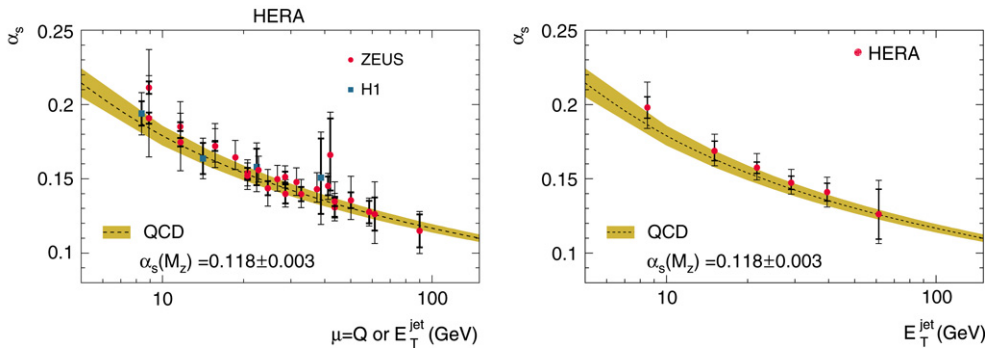 HERA
α_s
0.25
0.2
0.15
0.1
ZEUS
H1
QCD
α_s(M_z) =0.118±0.003
10
100
μ=Q or E_T^jet (GeV)
α_s
0.25
0.2
0.15
0.1
HERA
QCD
α_s(M_z) =0.118±0.003
10
100
E_T^jet (GeV)